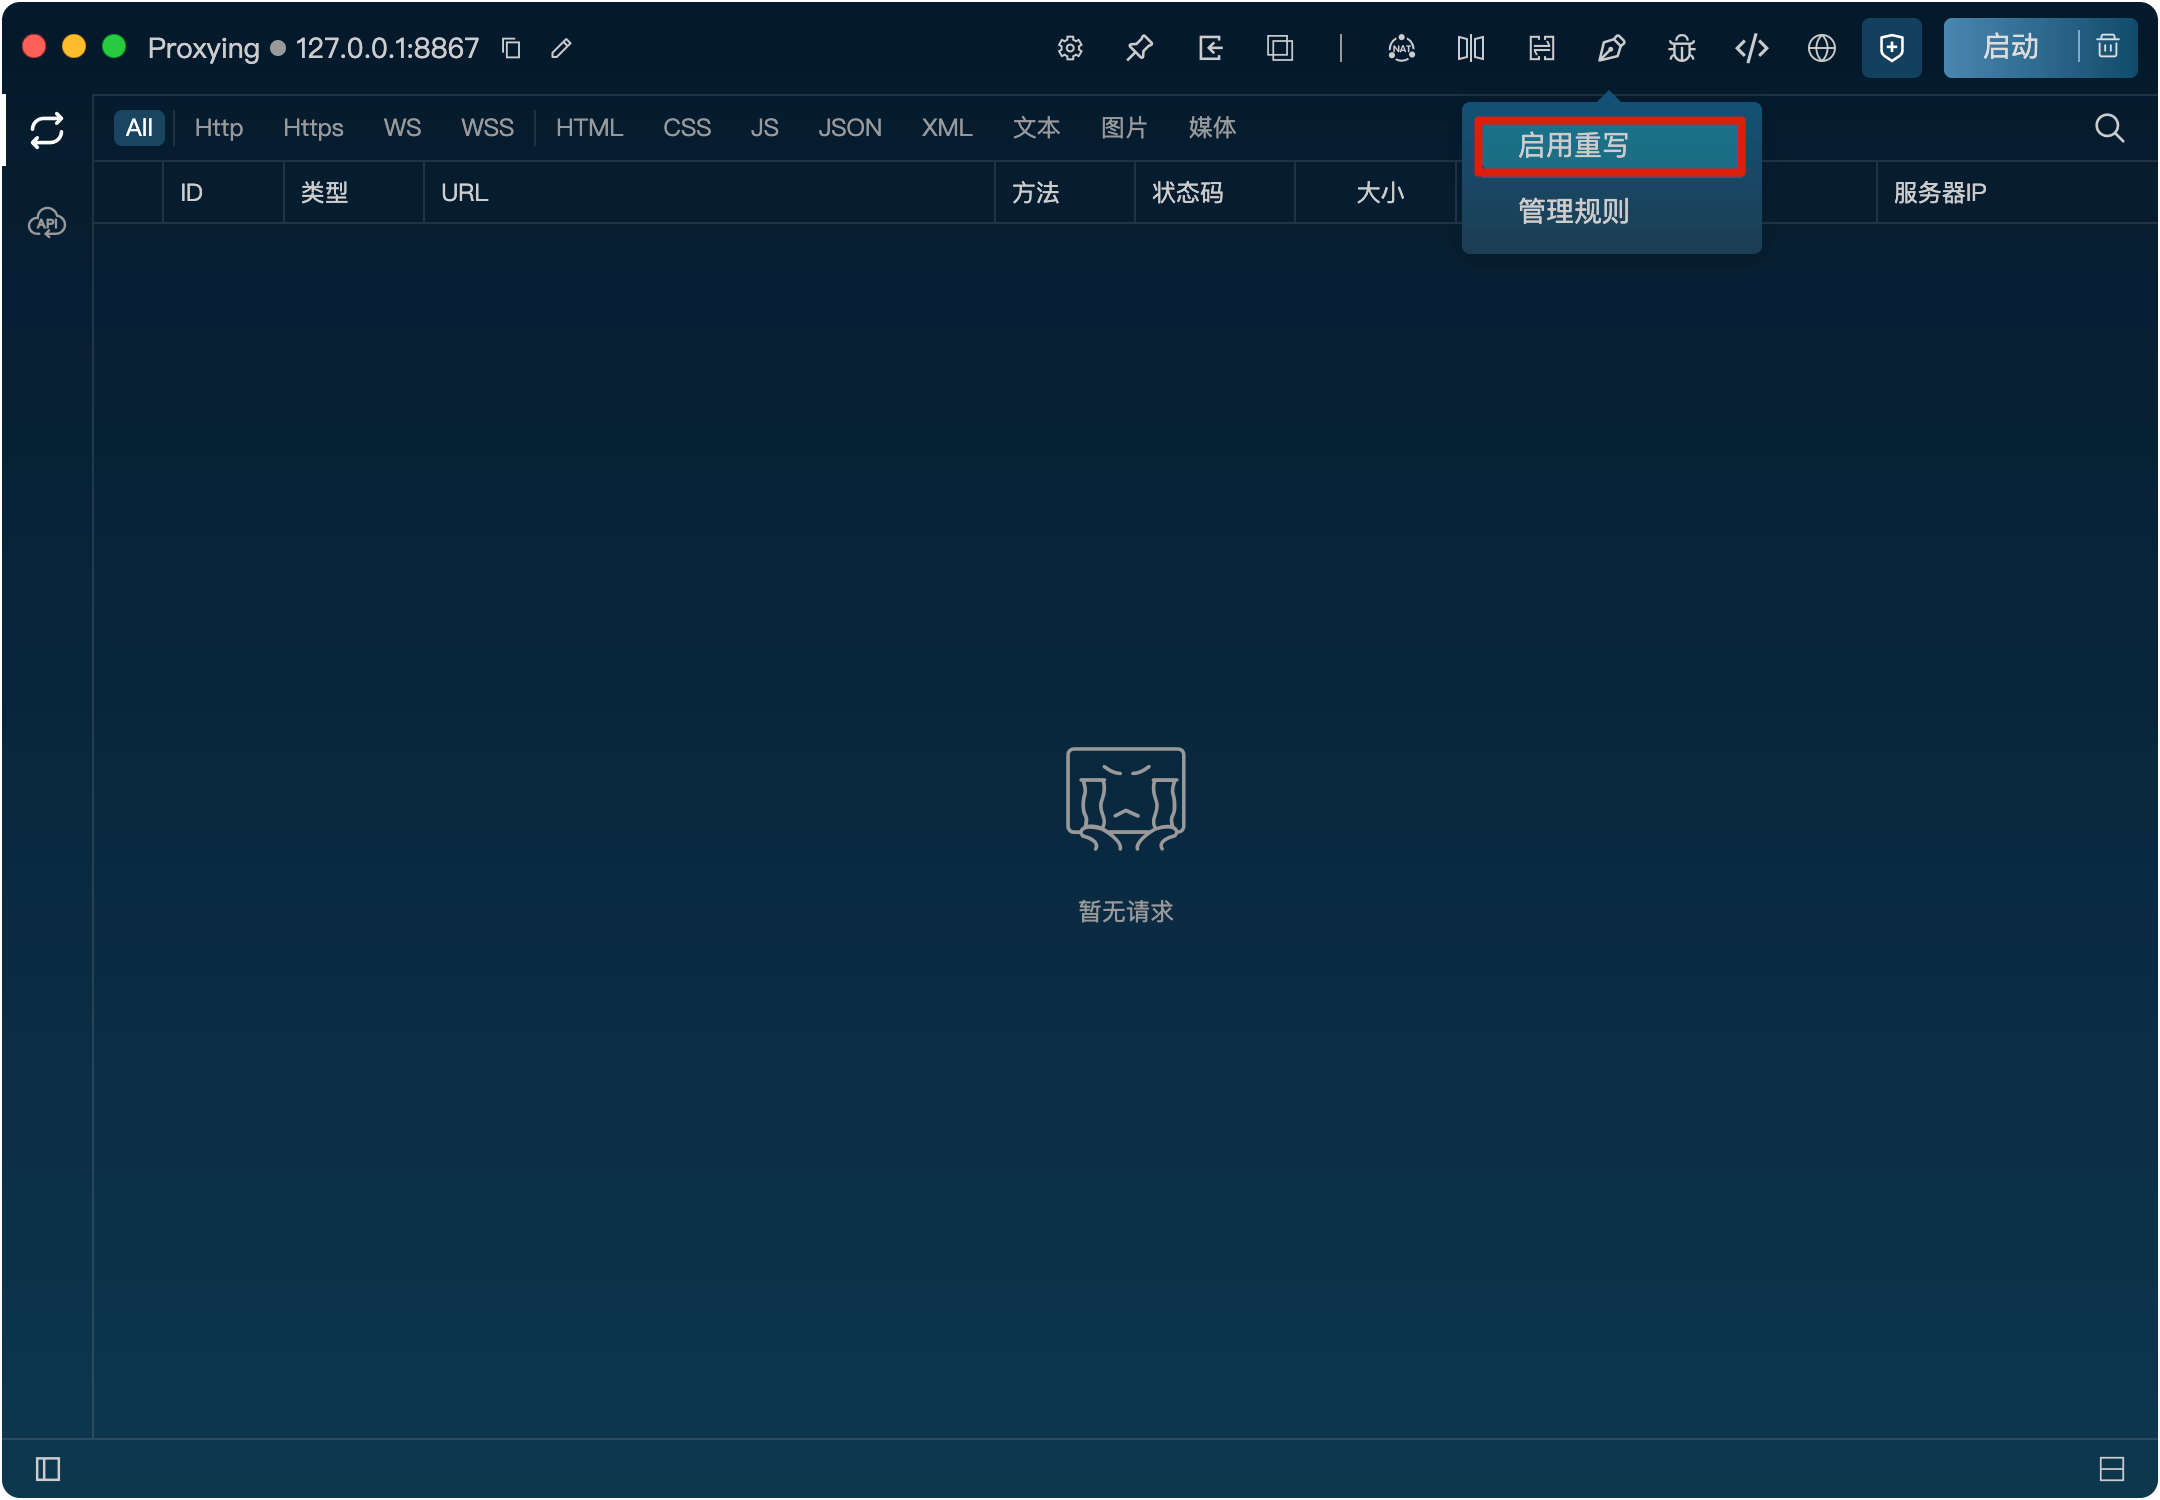 Proxying 127.0.0.1:8867
NAT
启动
All Http Https WS WSS HTML CSS JS JSON XML 文本 图片 媒体
启用重写
管理规则
API
ID 类型 URL 方法 状态码 大小 服务器IP
暂无请求